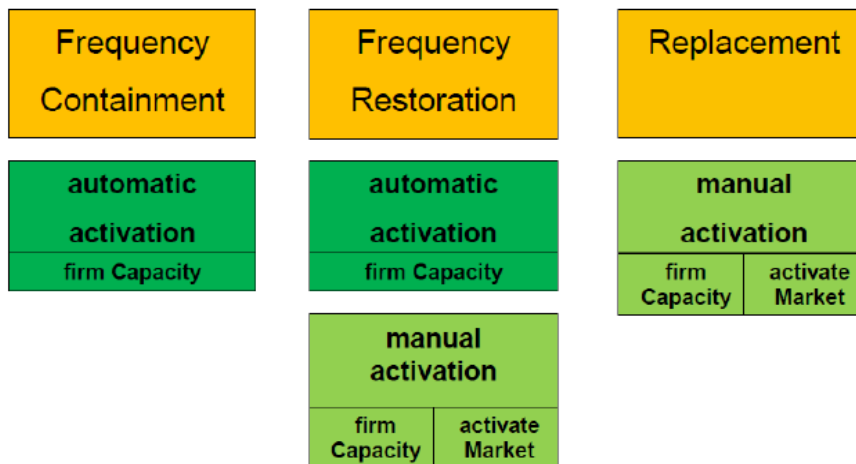 Frequency
Containment
automatic
activation
firm Capacity
Frequency
Restoration
automatic
activation
firm Capacity
manual
activation
firm
Capacity
activate
Market
Replacement
manual
activation
firm
Capacity
activate
Market